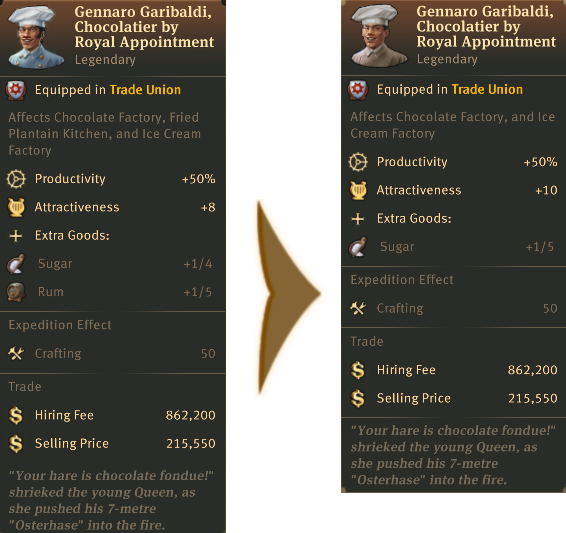 Gennaro Garibaldi,
Chocolatier by
Royal Appointment
Legendary
Equipped in Trade Union
Affects Chocolate Factory, Fried
Plantain Kitchen, and Ice Cream
Factory
Productivity +50%
Attractiveness +8
Extra Goods:
Sugar +1/4
Rum +1/5
Expedition Effect
Crafting 50
Trade
Hiring Fee 862,200
Selling Price 215,550
"Your hare is chocolate fondue!"
shrieked the young Queen, as
she pushed his 7-metre
"Osterhase" into the fire.
Gennaro Garibaldi,
Chocolatier by
Royal Appointment
Legendary
Equipped in Trade Union
Affects Chocolate Factory, and Ice
Cream Factory
Productivity +50%
Attractiveness +10
Extra Goods:
Sugar +1/5
Expedition Effect
Crafting 50
Trade
Hiring Fee 862,200
Selling Price 215,550
"Your hare is chocolate fondue!"
shrieked the young Queen, as
she pushed his 7-metre
"Osterhase" into the fire.